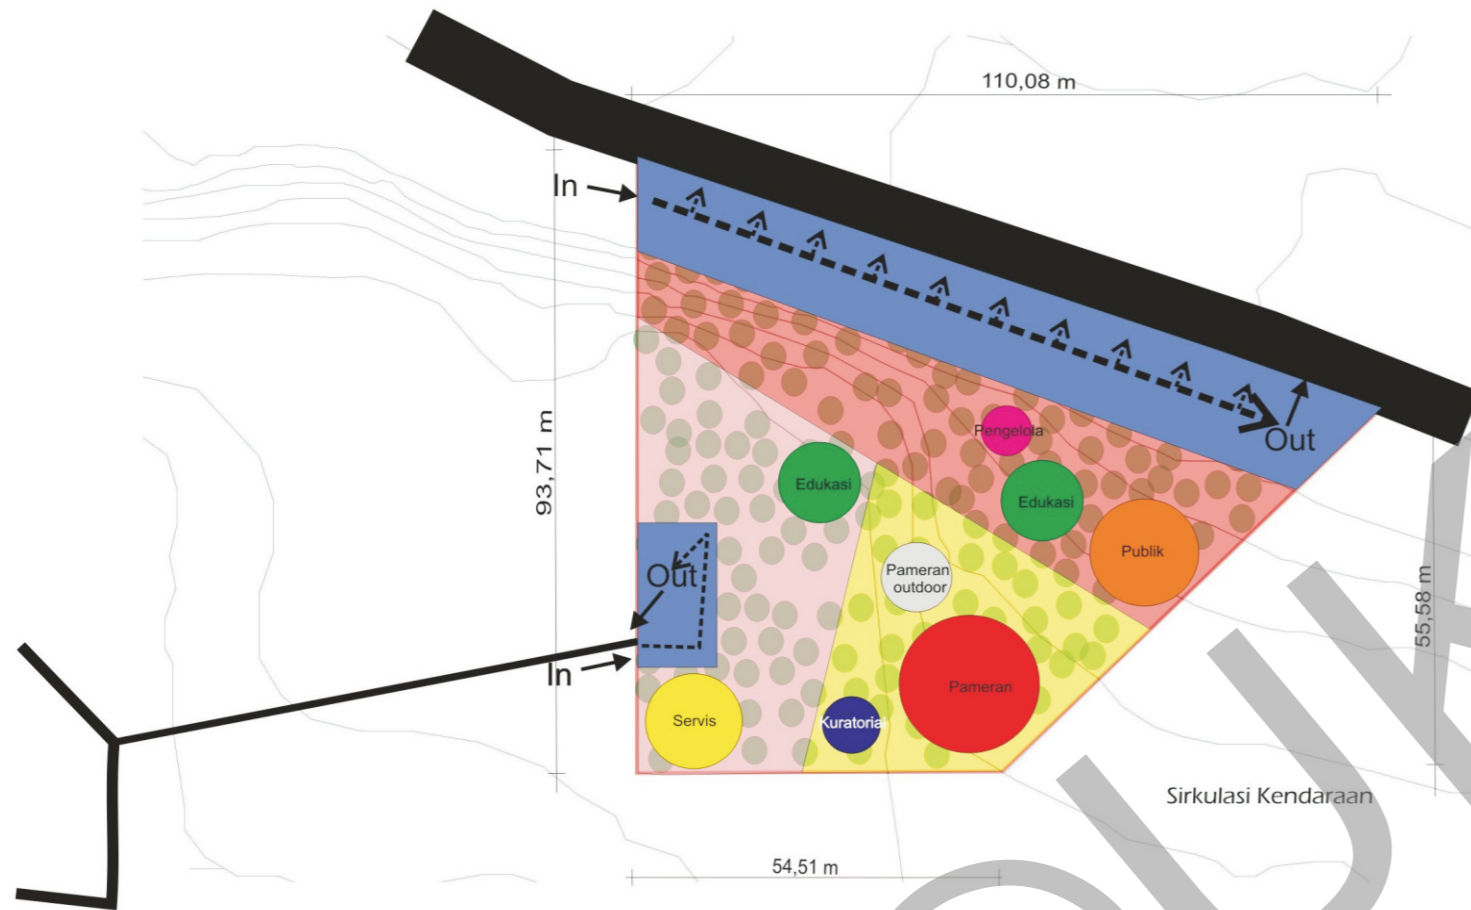 110,08 m
In
93,71 m
Out
Pengelola
Edukasi
Edukasi
Publik
Pameran
outdoor
Out
In
55,58 m
Pameran
Servis
Kuratorial
Sirkulasi Kendaraan
54,51 m